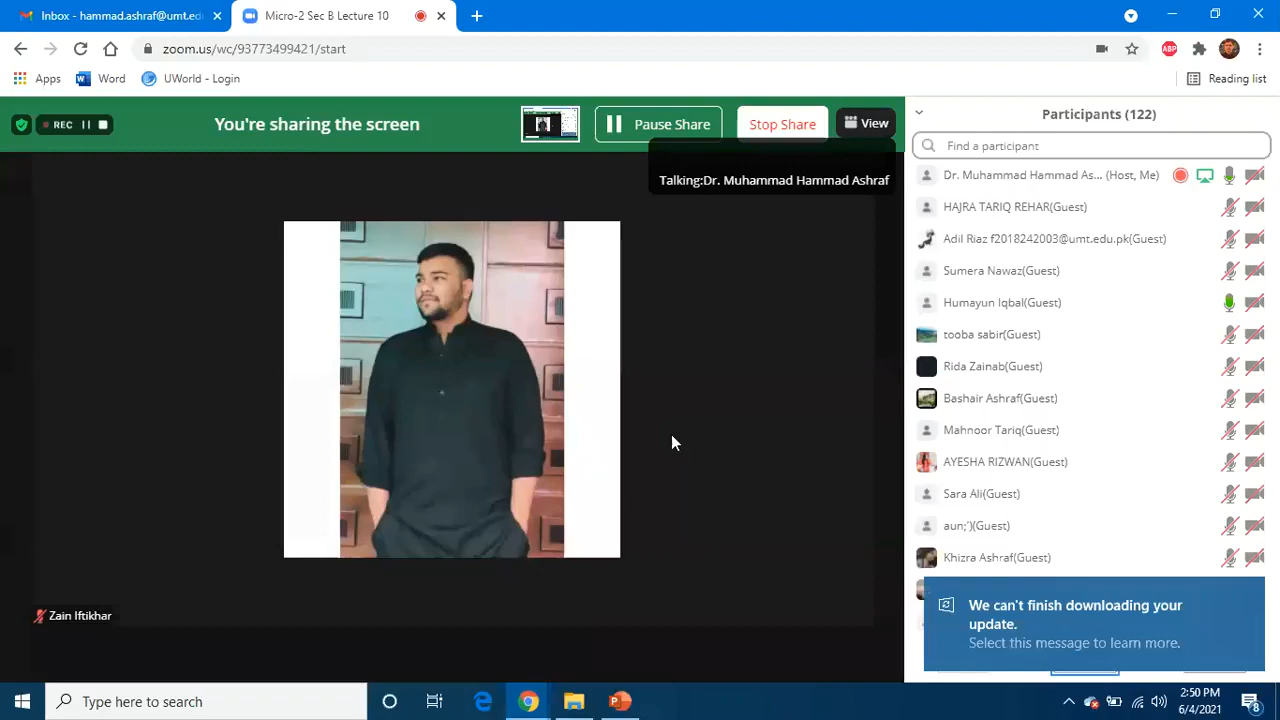 Inbox - hammad.ashraf@umt.ed
Micro-2 Sec B Lecture 10
zoom.us/wc/93773499421/start
ABP
Apps
Word
UWorld - Login
Reading list
REC
You're sharing the screen
Pause Share
Stop Share
View
Talking:Dr. Muhammad Hammad Ashraf
Zain Iftikhar
Participants (122)
Find a participant
Dr. Muhammad Hammad As... (Host, Me)
HAJRA TARIQ REHAR(Guest)
Adil Riaz f2018242003@umt.edu.pk(Guest)
Sumera Nawaz(Guest)
Humayun Iqbal(Guest)
tooba sabir(Guest)
Rida Zainab(Guest)
Bashair Ashraf(Guest)
Mahnoor Tariq(Guest)
AYESHA RIZWAN(Guest)
Sara Ali(Guest)
aun;')(Guest)
Khizra Ashraf(Guest)
We can't finish downloading your
update.
Select this message to learn more.
Type here to search
2:50 PM
6/4/2021
8